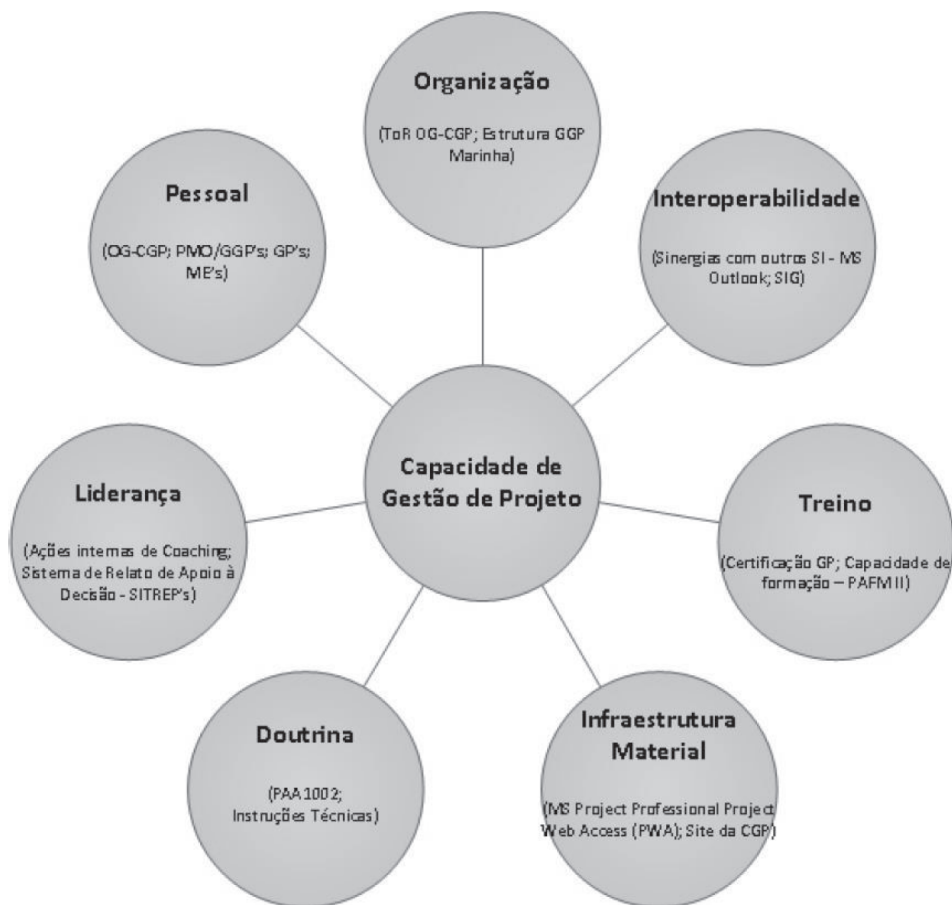 Organização
(ToR OG-CGP; Estrutura GGP
Marinha)
Interoperabilidade
(Sinergias com outros SI - MS
Outlook; SIG)
Treino
(Certificação GP; Capacidade de
formação – PAFM II)
Infraestrutura
Material
(MS Project Professional Project
Web Access (PWA); Site da CGP)
Doutrina
(PAA1002;
Instruções Técnicas)
Liderança
(Ações internas de Coaching;
Sistema de Relato de Apoio à
Decisão - SITREP's)
Pessoal
(OG-CGP; PMO/GGP's; GP's;
ME's)
Capacidade de
Gestão de Projeto